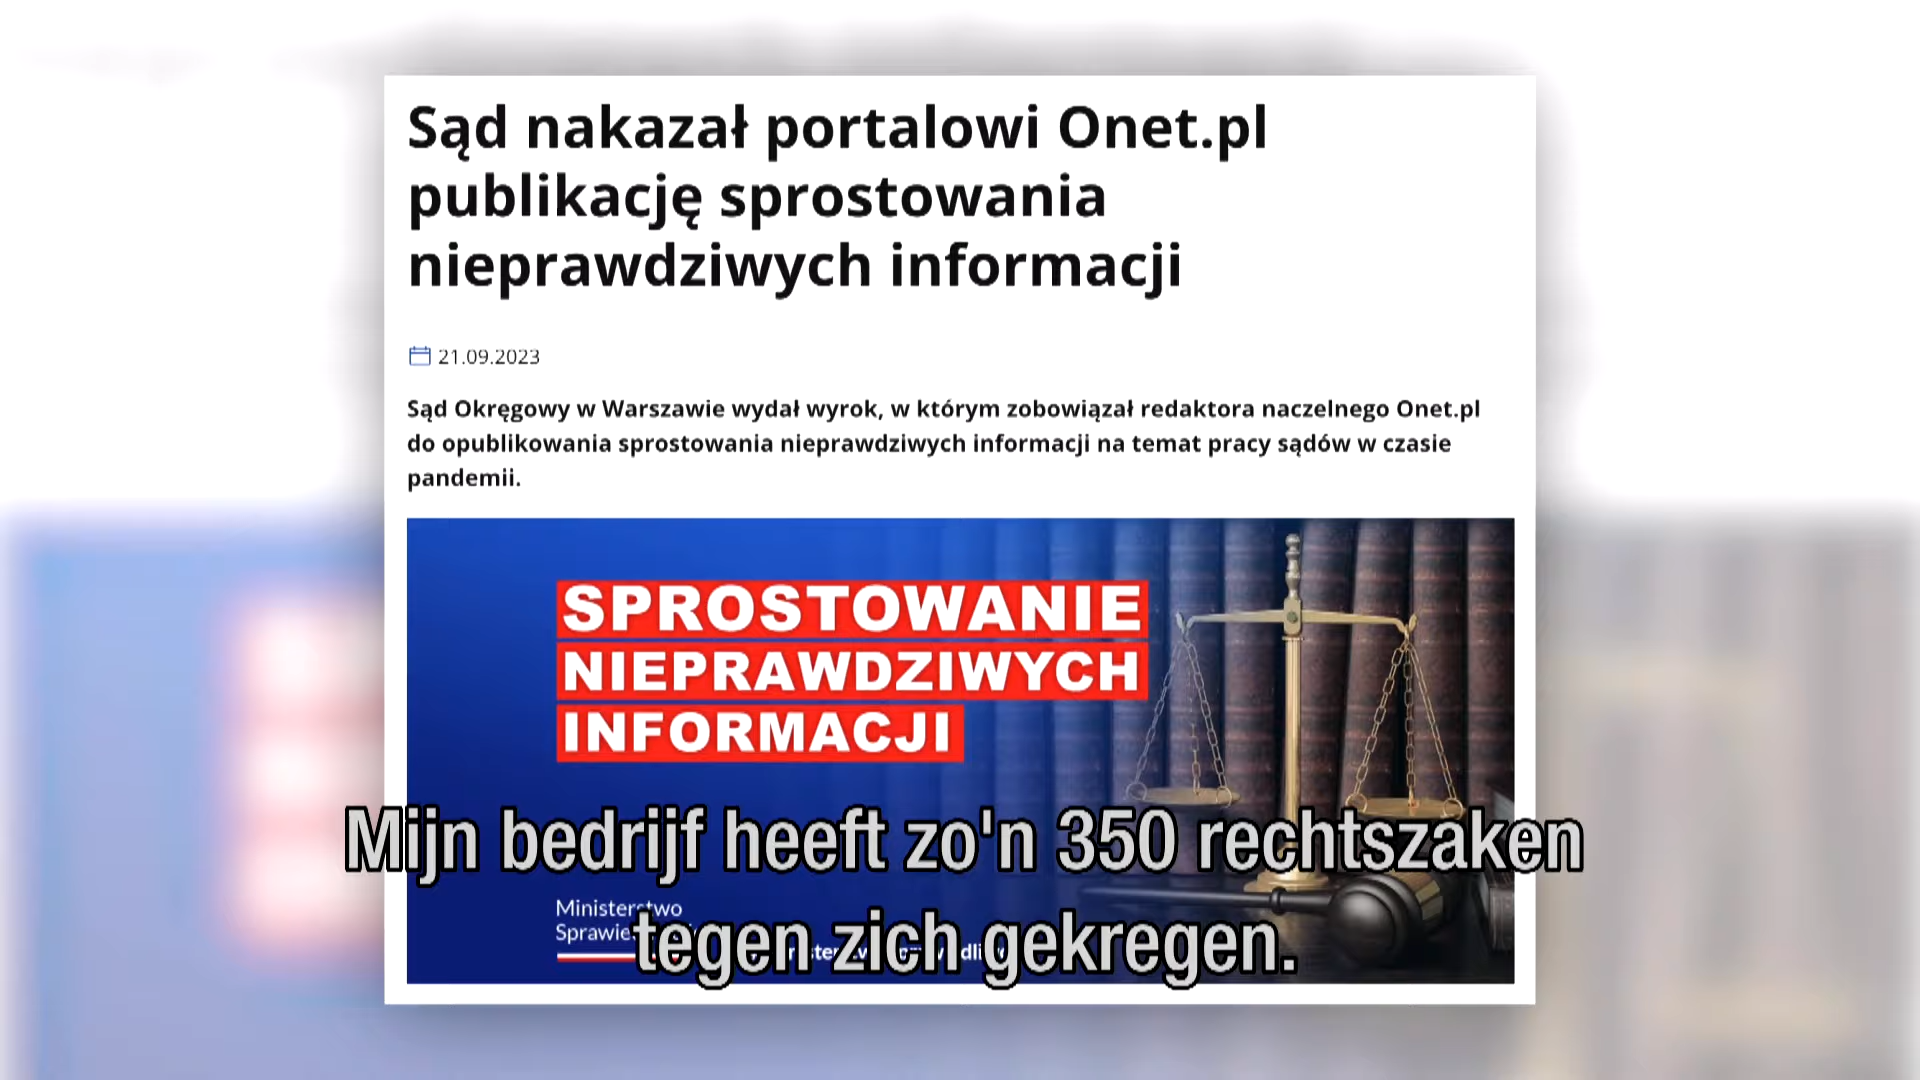 Sąd nakazał portalowi Onet.pl
publikację sprostowania
nieprawdziwych informacji
21.09.2023
Sąd Okręgowy w Warszawie wydał wyrok, w którym zobowiązał redaktora naczelnego Onet.pl
do opublikowania sprostowania nieprawdziwych informacji na temat pracy sądów w czasie
pandemii.
SPROSTOWANIE
NIEPRAWDZIWYCH
INFORMACJI
Mijn bedrijf heeft zo'n 350 rechtszaken
Ministerstwo
tegen zich gekregen.